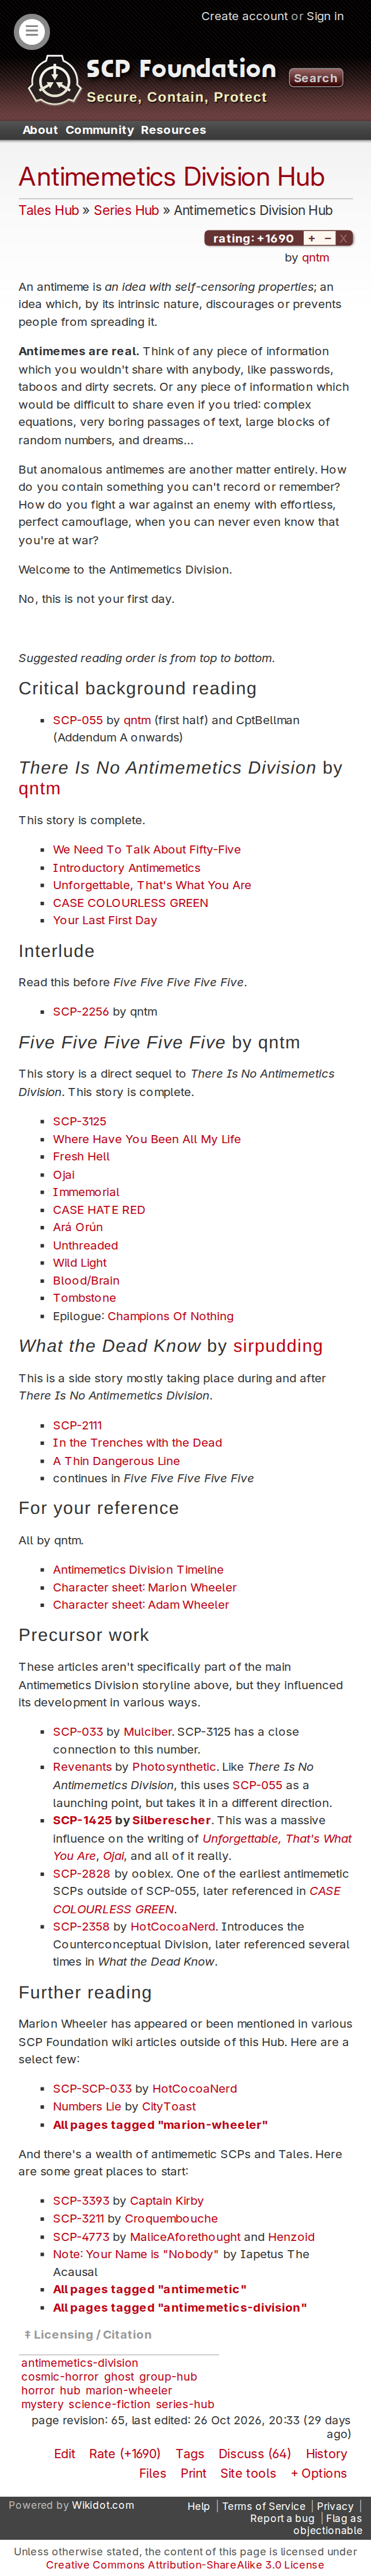 Create account or Sign in
SCP Foundation
Search
Secure, Contain, Protect
About Community Resources
Antimemetics Division Hub
Tales Hub » Series Hub » Antimemetics Division Hub
rating: +1690 + – X
by qntm
An antimeme is an idea with self-censoring properties; an
idea which, by its intrinsic nature, discourages or prevents
people from spreading it.
Antimemes are real. Think of any piece of information
which you wouldn't share with anybody, like passwords,
taboos and dirty secrets. Or any piece of information which
would be difficult to share even if you tried: complex
equations, very boring passages of text, large blocks of
random numbers, and dreams...
But anomalous antimemes are another matter entirely. How
do you contain something you can't record or remember?
How do you fight a war against an enemy with effortless,
perfect camouflage, when you can never even know that
you're at war?
Welcome to the Antimemetics Division.
No, this is not your first day.
Suggested reading order is from top to bottom.
Critical background reading
▪ SCP-055 by qntm (first half) and CptBellman
(Addendum A onwards)
There Is No Antimemetics Division by
qntm
This story is complete.
▪ We Need To Talk About Fifty-Five
▪ Introductory Antimemetics
▪ Unforgettable, That's What You Are
▪ CASE COLOURLESS GREEN
▪ Your Last First Day
Interlude
Read this before Five Five Five Five Five.
▪ SCP-2256 by qntm
Five Five Five Five Five by qntm
This story is a direct sequel to There Is No Antimemetics
Division. This story is complete.
▪ SCP-3125
▪ Where Have You Been All My Life
▪ Fresh Hell
▪ Ojai
▪ Immemorial
▪ CASE HATE RED
▪ Ará Orún
▪ Unthreaded
▪ Wild Light
▪ Blood/Brain
▪ Tombstone
▪ Epilogue: Champions Of Nothing
What the Dead Know by sirpudding
This is a side story mostly taking place during and after
There Is No Antimemetics Division.
▪ SCP-2111
▪ In the Trenches with the Dead
▪ A Thin Dangerous Line
▪ continues in Five Five Five Five Five
For your reference
All by qntm.
▪ Antimemetics Division Timeline
▪ Character sheet: Marion Wheeler
▪ Character sheet: Adam Wheeler
Precursor work
These articles aren't specifically part of the main
Antimemetics Division storyline above, but they influenced
its development in various ways.
▪ SCP-033 by Mulciber. SCP-3125 has a close
connection to this number.
▪ Revenants by Photosynthetic. Like There Is No
Antimemetics Division, this uses SCP-055 as a
launching point, but takes it in a different direction.
▪ SCP-1425 by Silberescher. This was a massive
influence on the writing of Unforgettable, That's What
You Are, Ojai, and all of it really.
▪ SCP-2828 by ooblex. One of the earliest antimemetic
SCPs outside of SCP-055, later referenced in CASE
COLOURLESS GREEN.
▪ SCP-2358 by HotCocoaNerd. Introduces the
Counterconceptual Division, later referenced several
times in What the Dead Know.
Further reading
Marion Wheeler has appeared or been mentioned in various
SCP Foundation wiki articles outside of this Hub. Here are a
select few:
▪ SCP-SCP-033 by HotCocoaNerd
▪ Numbers Lie by CityToast
▪ All pages tagged "marion-wheeler"
And there's a wealth of antimemetic SCPs and Tales. Here
are some great places to start:
▪ SCP-3393 by Captain Kirby
▪ SCP-3211 by Croquembouche
▪ SCP-4773 by MaliceAforethought and Henzoid
▪ Note: Your Name is "Nobody" by Iapetus The
Acausal
▪ All pages tagged "antimemetic"
▪ All pages tagged "antimemetics-division"
‡ Licensing / Citation
antimemetics-division
cosmic-horror ghost group-hub
horror hub marion-wheeler
mystery science-fiction series-hub
page revision: 65, last edited: 26 Oct 2026, 20:33 (29 days
ago)
Edit Rate (+1690) Tags Discuss (64) History
Files Print Site tools + Options
Powered by Wikidot.com
Help | Terms of Service | Privacy |
Report a bug | Flag as
objectionable
Unless otherwise stated, the content of this page is licensed under
Creative Commons Attribution-ShareAlike 3.0 License